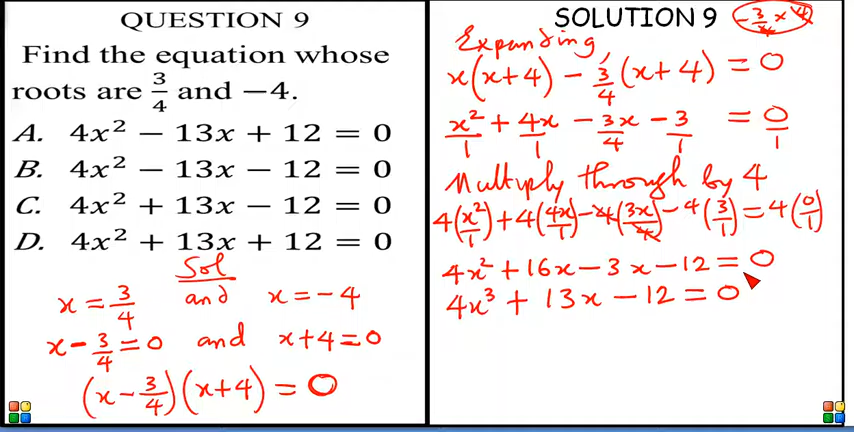 QUESTION 9
Find the equation whose
roots are 3/4 and −4.
A. 4x² − 13x + 12 = 0
B. 4x² − 13x − 12 = 0
C. 4x² + 13x − 12 = 0
D. 4x² + 13x + 12 = 0
Sol
x = 3/4 and x = −4
x − 3/4 = 0 and x + 4 = 0
(x − 3/4)(x + 4) = 0
SOLUTION 9
−3/4 x 4
Expanding,
x(x + 4) − 3/4(x + 4) = 0
x²/1 + 4x/1 − 3x/4 − 3/1 = 0/1
Multiply through by 4
4(x²/1) + 4(4x/1) − 4(3x/4) − 4(3/1) = 4(0/1)
4x² + 16x − 3x − 12 = 0
4x³ + 13x − 12 = 0